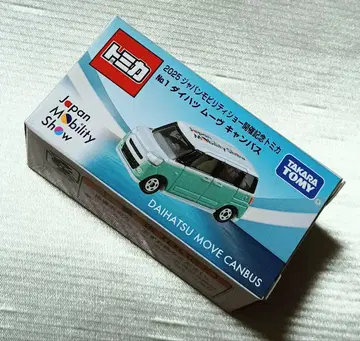 トミカ
2025 ジャパンモビリティショー開催記念トミカ
No.1 ダイハツ ムーヴ キャンバス
Japan
Mobility
Show
TAKARA
TOMY
DAIHATSU MOVE CANBUS